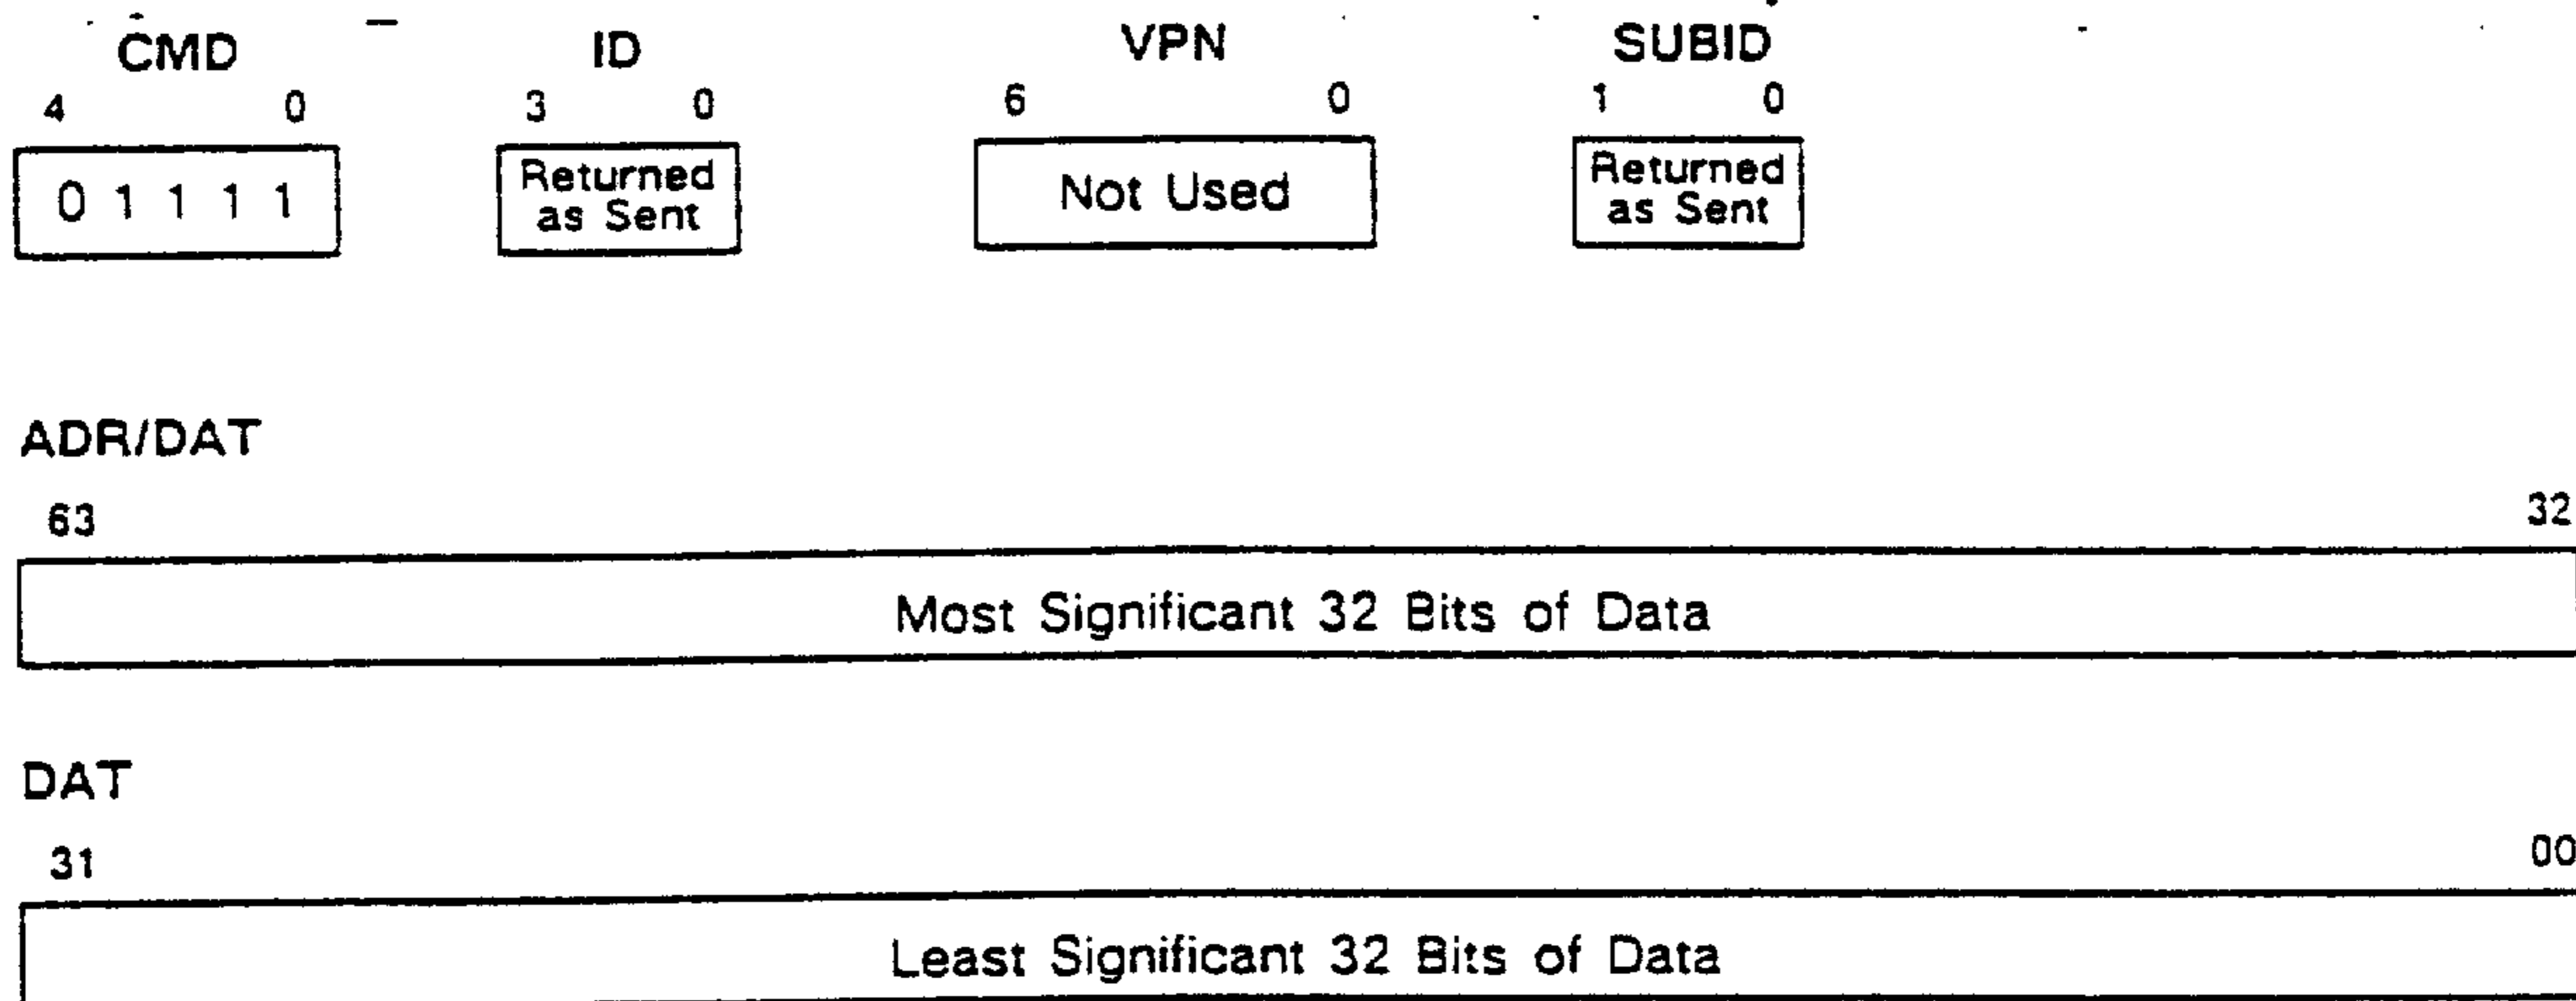 CMD ID VPN SUBID
4 0 3 0 6 0 1 0
0 1 1 1 1 Returned as Sent Not Used Returned as Sent
ADR/DAT
63 32
Most Significant 32 Bits of Data
DAT
31 00
Least Significant 32 Bits of Data